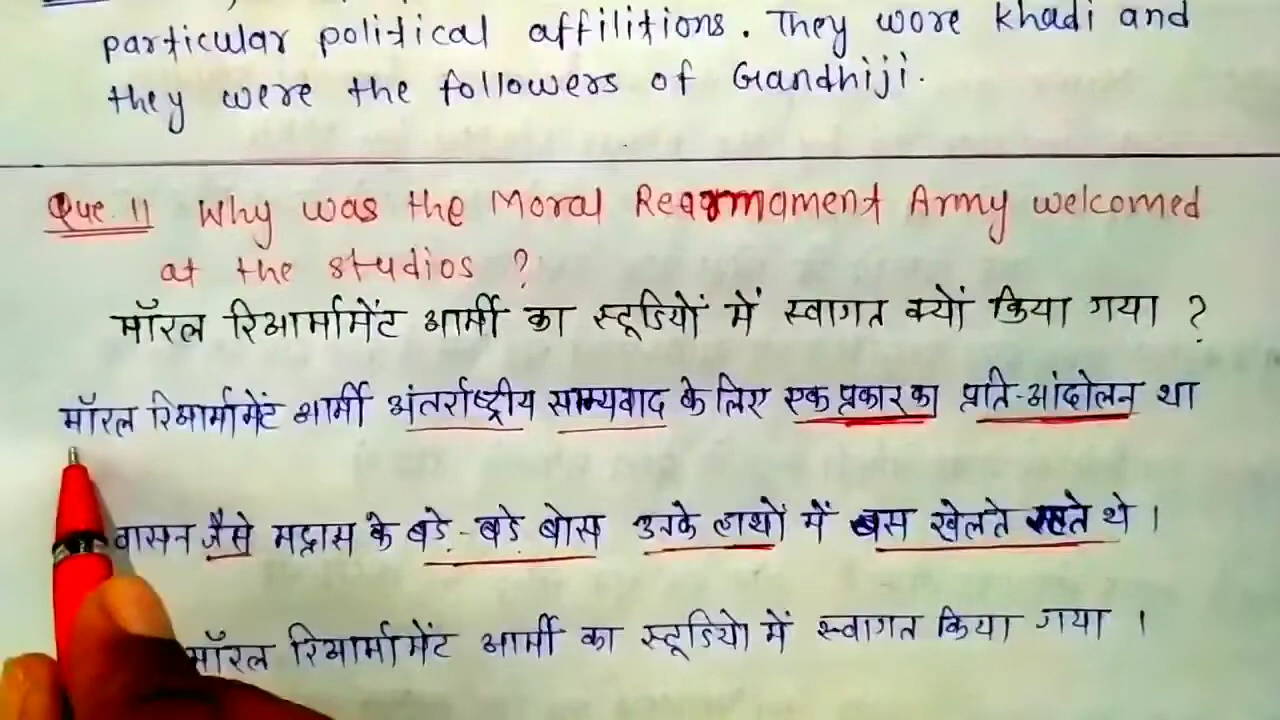 particular political affilitions. They wore khadi and
they were the followers of Gandhiji.
Que. 11 Why was the Moral Rearmament Army welcomed
at the studios ?
मॉरल रिआर्मामेंट आर्मी का स्टूडियों में स्वागत क्यों किया गया ?
मॉरल रिआर्मामेंट आर्मी अंतर्राष्ट्रीय साम्यवाद के लिए एक प्रकार का प्रति-आंदोलन था
वासन जैसे मद्रास के बड़े-बड़े बोस उनके हाथों में बस खेलते रहते थे ।
मॉरल रिआर्मामेंट आर्मी का स्टूडियो में स्वागत किया गया ।